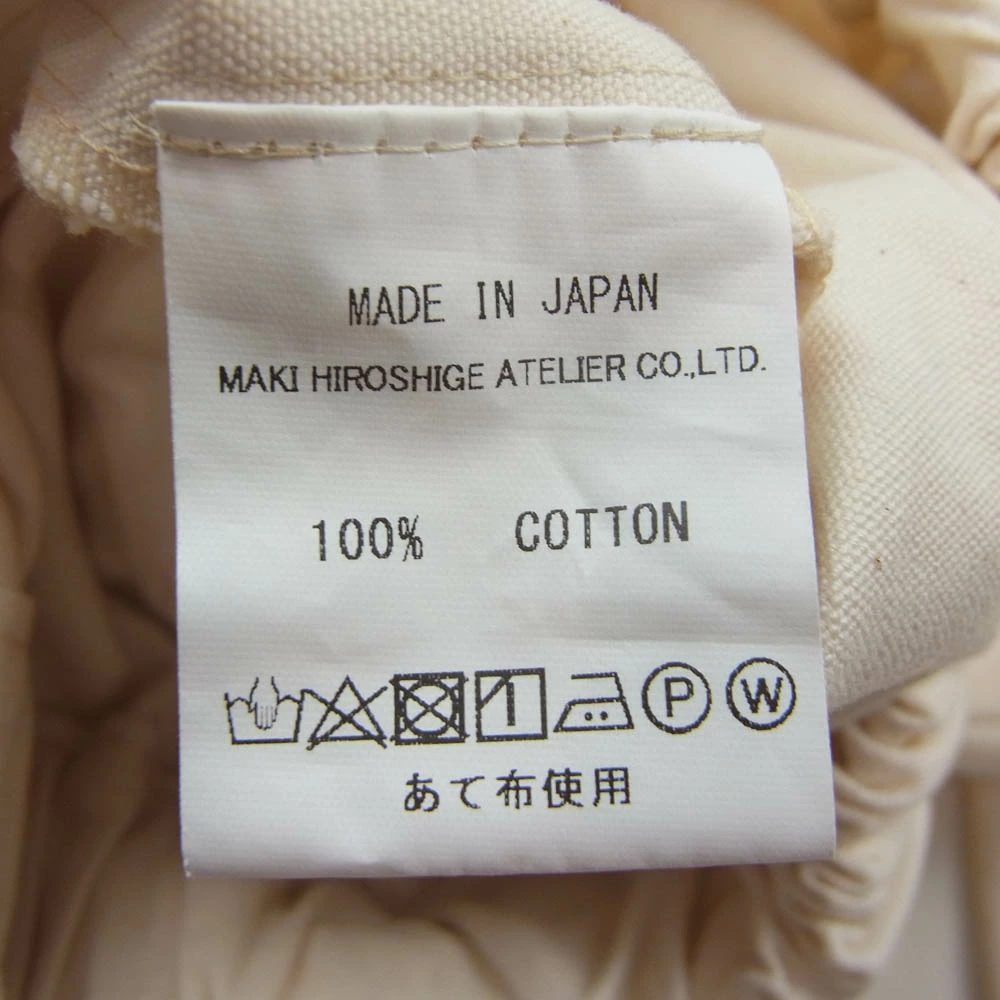 MADE IN JAPAN
MAKI HIROSHIGE ATELIER CO.,LTD.
100% COTTON
P W
あて布使用